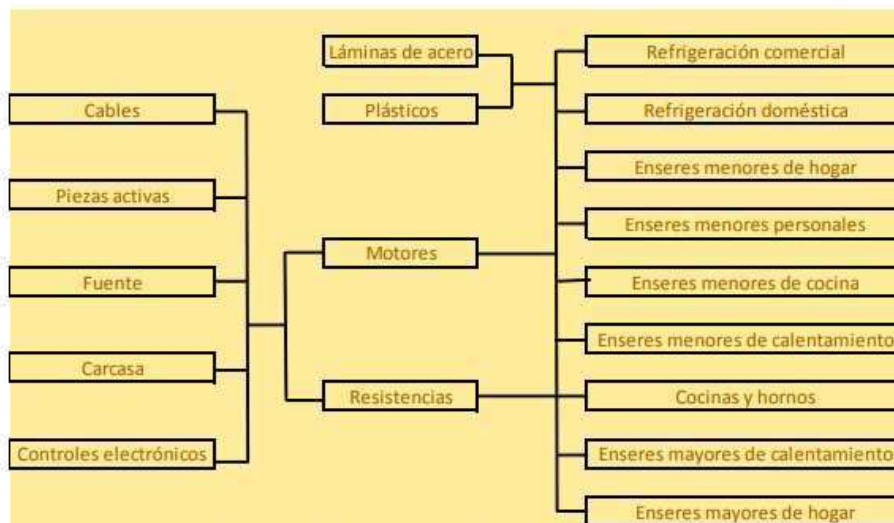 Cables
Piezas activas
Fuente
Carcasa
Controles electrónicos
Láminas de acero
Plásticos
Motores
Resistencias
Refrigeración comercial
Refrigeración doméstica
Enseres menores de hogar
Enseres menores personales
Enseres menores de cocina
Enseres menores de calentamiento
Cocinas y hornos
Enseres mayores de calentamiento
Enseres mayores de hogar